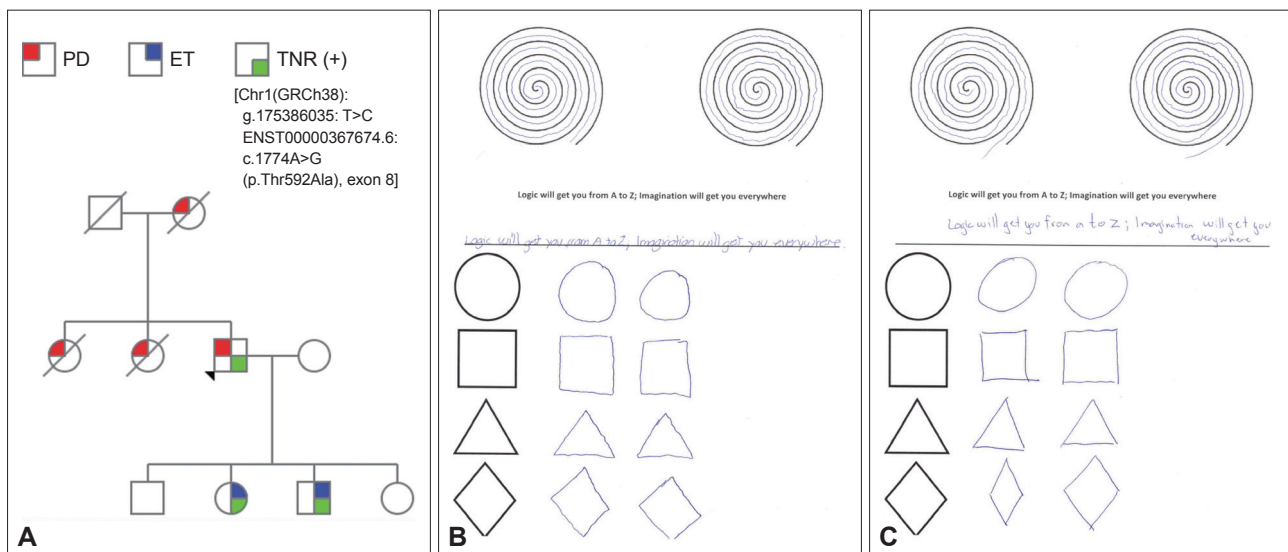 PD
ET
TNR (+)
[Chr1(GRCh38):
g.175386035: T>C
ENST00000367674.6:
c.1774A>G
(p.Thr592Ala), exon 8]
A
Logic will get you from A to Z; Imagination will get you everywhere
Logic will get you from A to Z, Imagination will get you everywhere.
B
Logic will get you from A to Z; Imagination will get you everywhere
Logic will get you from a to z; Imagination will get you
everywhere
C